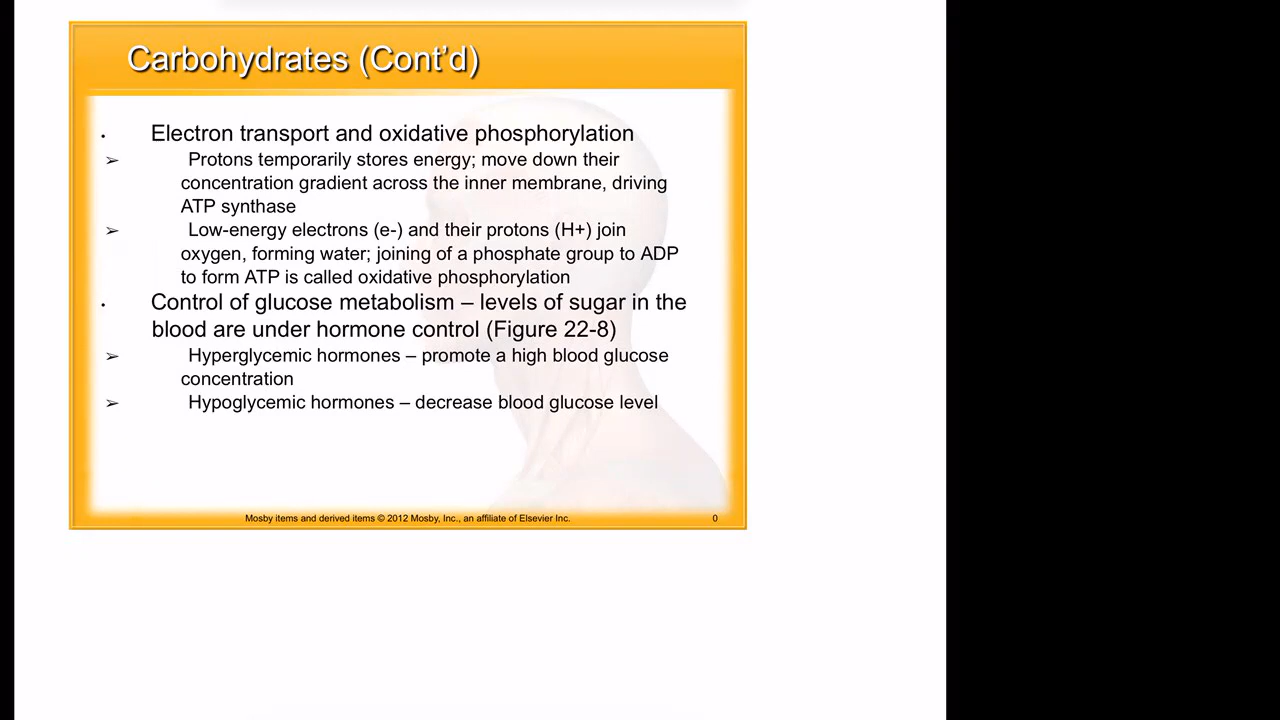 Carbohydrates (Cont’d)
• Electron transport and oxidative phosphorylation
➢ Protons temporarily stores energy; move down their
concentration gradient across the inner membrane, driving
ATP synthase
➢ Low-energy electrons (e-) and their protons (H+) join
oxygen, forming water; joining of a phosphate group to ADP
to form ATP is called oxidative phosphorylation
• Control of glucose metabolism – levels of sugar in the
blood are under hormone control (Figure 22-8)
➢ Hyperglycemic hormones – promote a high blood glucose
concentration
➢ Hypoglycemic hormones – decrease blood glucose level
Mosby items and derived items © 2012 Mosby, Inc., an affiliate of Elsevier Inc. 0